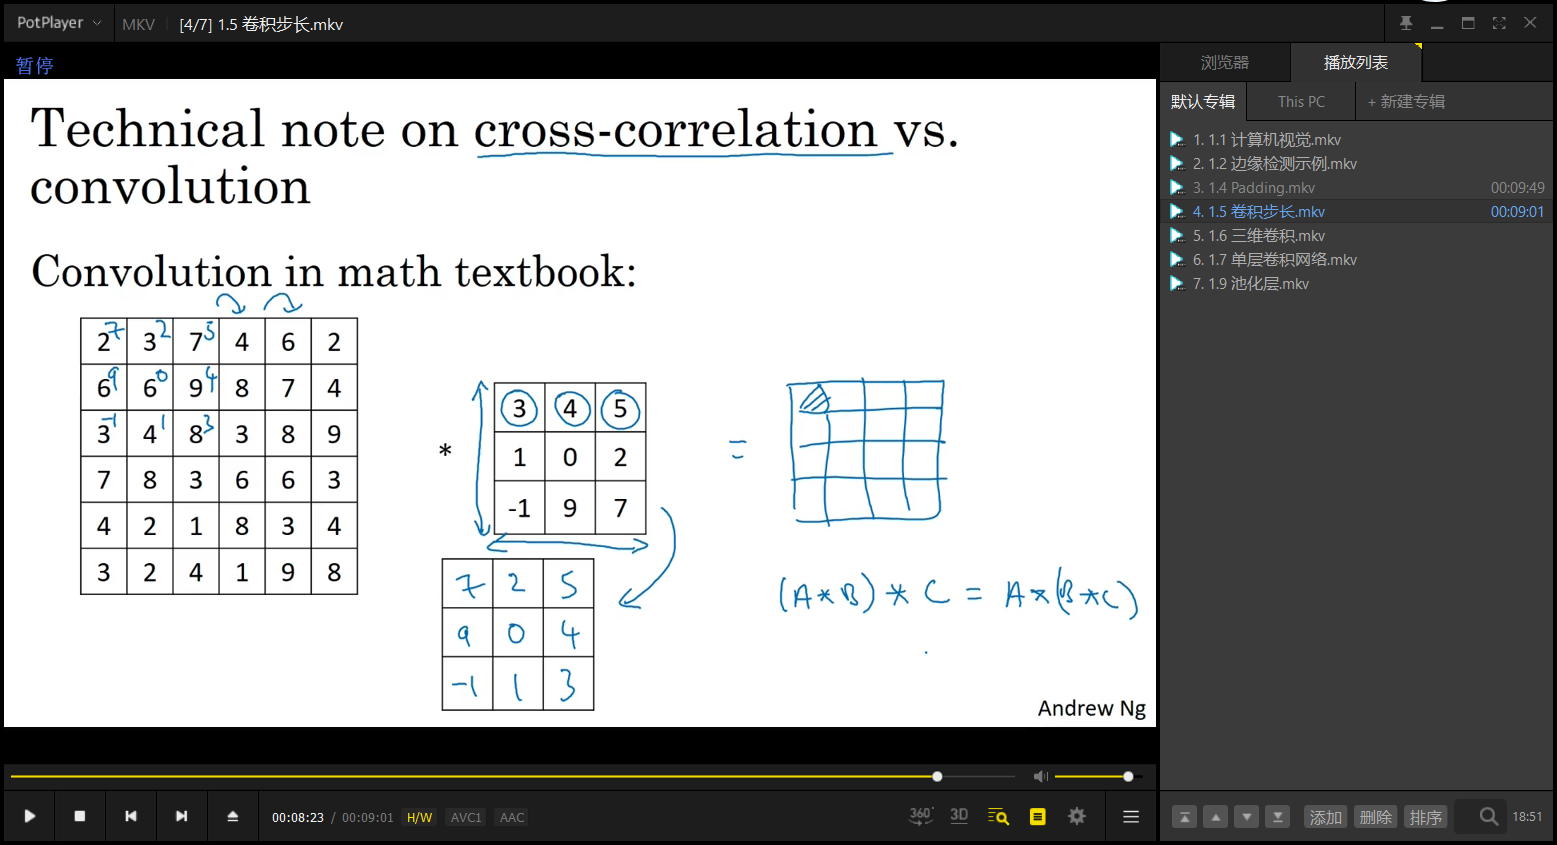 PotPlayer MKV [4/7] 1.5 卷积步长.mkv
暂停
Technical note on cross-correlation vs.
convolution
Convolution in math textbook:
2 7 3 2 7 5 4 6 2
6 9 6 0 9 4 8 7 4
3 -1 4 1 8 3 3 8 9
7 8 3 6 6 3
4 2 1 8 3 4
3 2 4 1 9 8
*
3 4 5
1 0 2
-1 9 7
=
7 2 5
9 0 4
-1 1 3
(A*B)*C = A*(B*C)
Andrew Ng
00:08:23 / 00:09:01 H/W AVC1 AAC
360° 3D
浏览器 播放列表
默认专辑 This PC + 新建专辑
1. 1.1 计算机视觉.mkv
2. 1.2 边缘检测示例.mkv
3. 1.4 Padding.mkv 00:09:49
4. 1.5 卷积步长.mkv 00:09:01
5. 1.6 三维卷积.mkv
6. 1.7 单层卷积网络.mkv
7. 1.9 池化层.mkv
添加 删除 排序 18:51